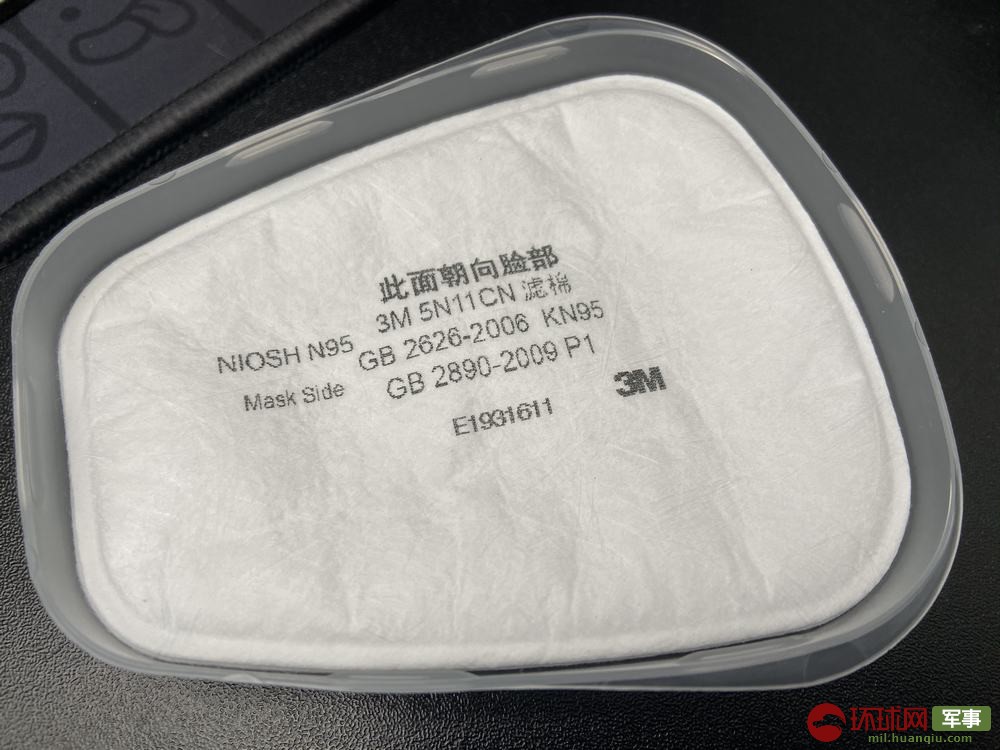 此面朝向脸部
3M 5N11CN 滤棉
NIOSH N95 GB 2626-2006 KN95
Mask Side GB 2890-2009 P1
3M
E1931611
环球网 军事
mil.huanqiu.com